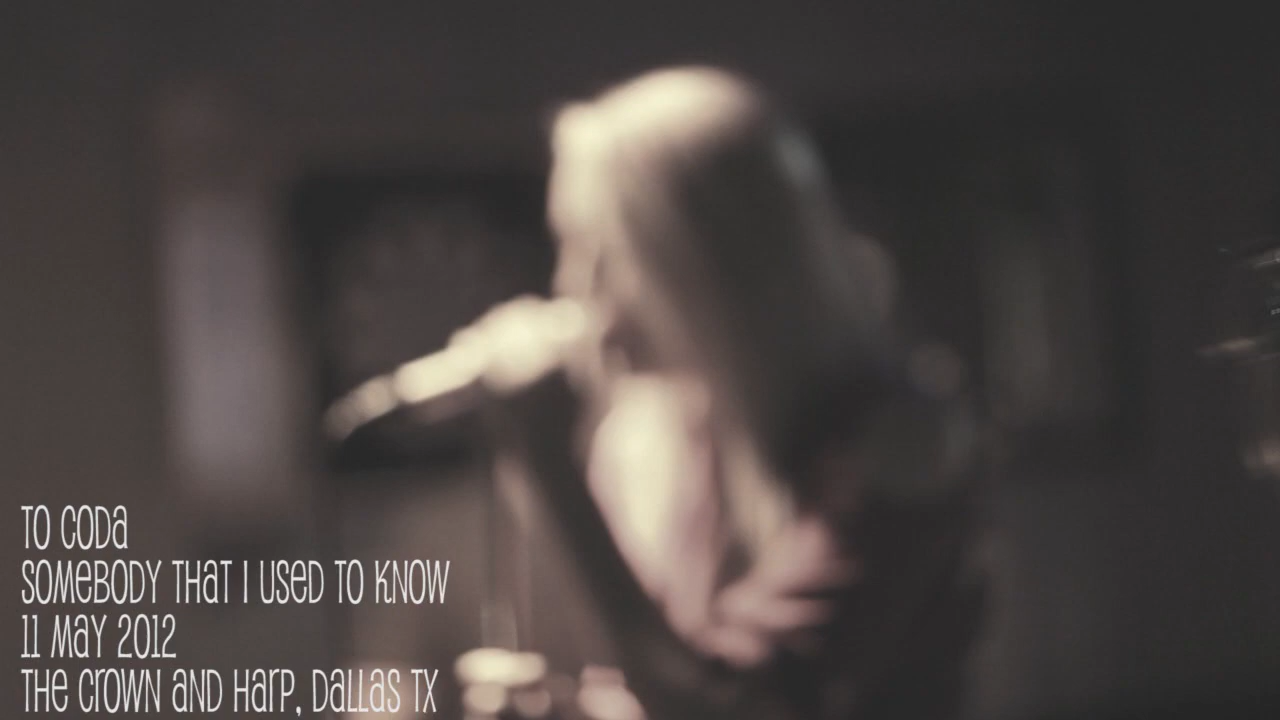 TO CODA
SOMEBODY THAT I USED TO KNOW
11 MAY 2012
THE CROWN AND HARP, DALLAS TX